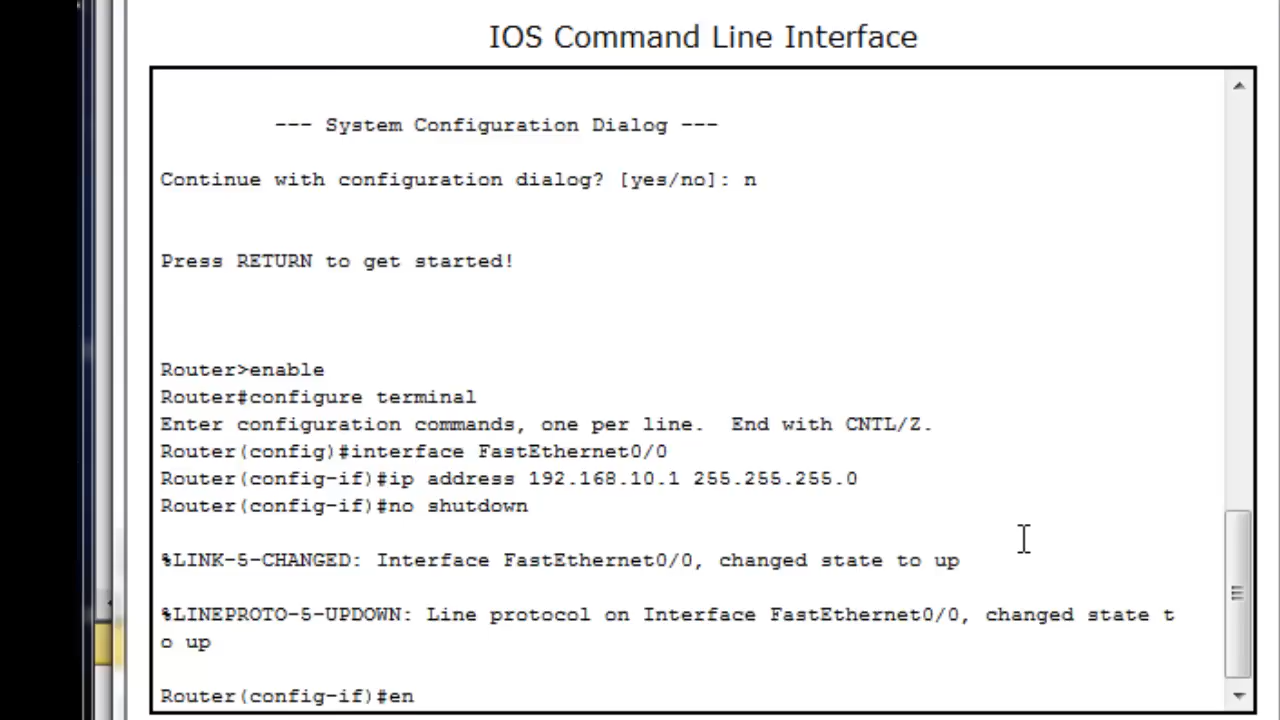 IOS Command Line Interface
--- System Configuration Dialog ---
Continue with configuration dialog? [yes/no]: n
Press RETURN to get started!
Router>enable
Router#configure terminal
Enter configuration commands, one per line.  End with CNTL/Z.
Router(config)#interface FastEthernet0/0
Router(config-if)#ip address 192.168.10.1 255.255.255.0
Router(config-if)#no shutdown
%LINK-5-CHANGED: Interface FastEthernet0/0, changed state to up
%LINEPROTO-5-UPDOWN: Line protocol on Interface FastEthernet0/0, changed state t
o up
Router(config-if)#en